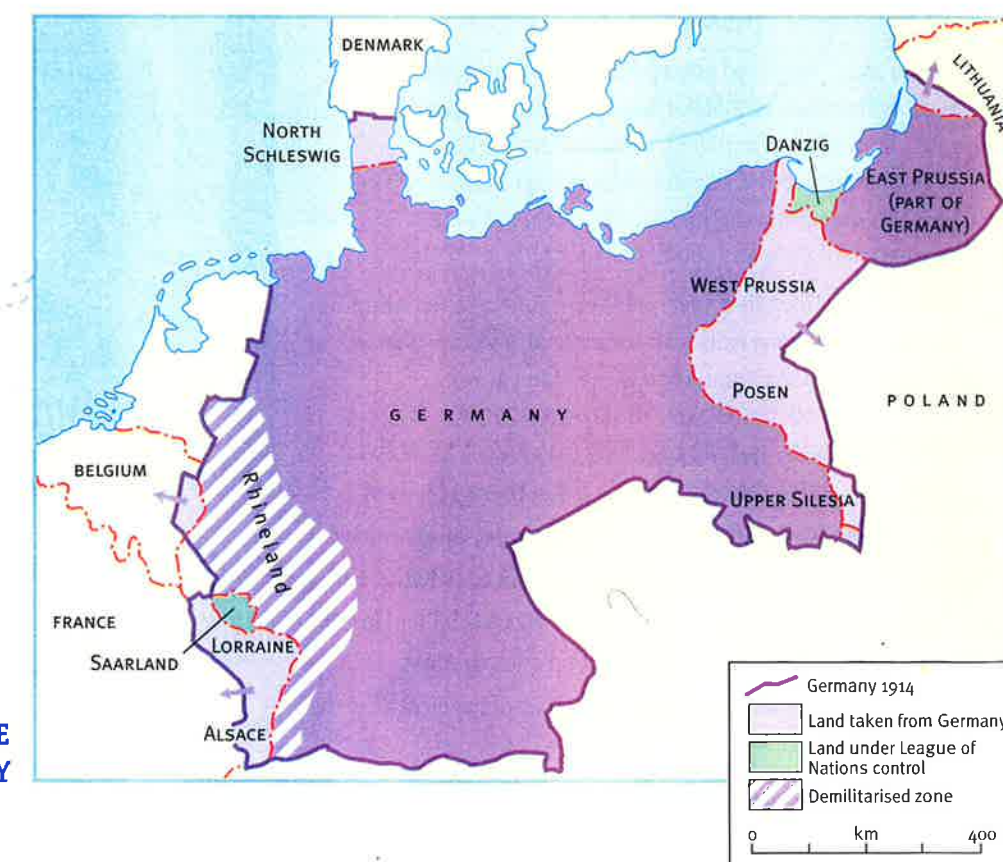 DENMARK
LITHUANIA
NORTH
SCHLESWIG
DANZIG
EAST PRUSSIA
(PART OF
GERMANY)
WEST PRUSSIA
POSEN
GERMANY
POLAND
BELGIUM
Rhineland
UPPER SILESIA
FRANCE
SAARLAND
LORRAINE
ALSACE
E
Y
Germany 1914
Land taken from Germany
Land under League of
Nations control
Demilitarised zone
0 km 400